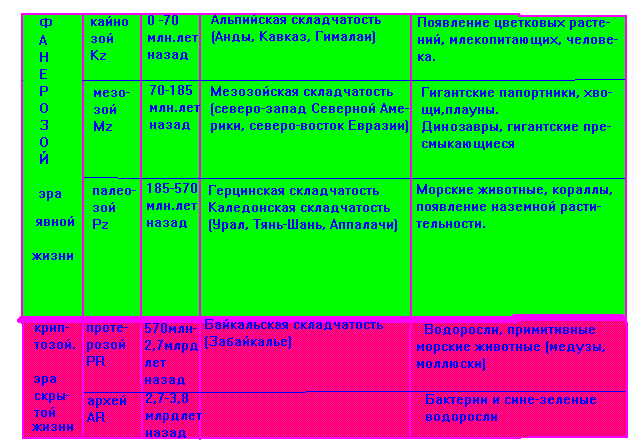 Ф
А
Н
Е
Р
О
З
О
Й
эра
явной
жизни
кайно
зой
Kz
0 -70
млн.лет
назад
Альпийская складчатость
(Анды, Кавказ, Гималаи)
Появление цветковых расте-
ний, млекопитающих, челове-
ка.
мезо-
зой
Mz
70-185
млн.лет
назад
Мезозойская складчатость
(северо-запад Северной Аме-
рики, северо-восток Евразии)
Гигантские папортники, хво-
щи,плауны.
Динозавры, гигантские пре-
смыкающиеся
палео-
зой
Pz
185-570
млн.лет
назад
Герцинская складчатость
Каледонская складчатость
(Урал, Тянь-Шань, Аппалачи)
Морские животные, кораллы,
появление наземной расти-
тельности.
крип-
тозой.
эра
скры-
той
жизни
проте-
розой
PR
570млн-
2,7млрд
лет
назад
Байкальская складчатость
(Забайкалье)
Водоросли, примитивные
морские животные (медузы,
моллюски)
архей
AR
2,7-3,8
млрдлет
назад
Бактерии и сине-зеленые
водоросли